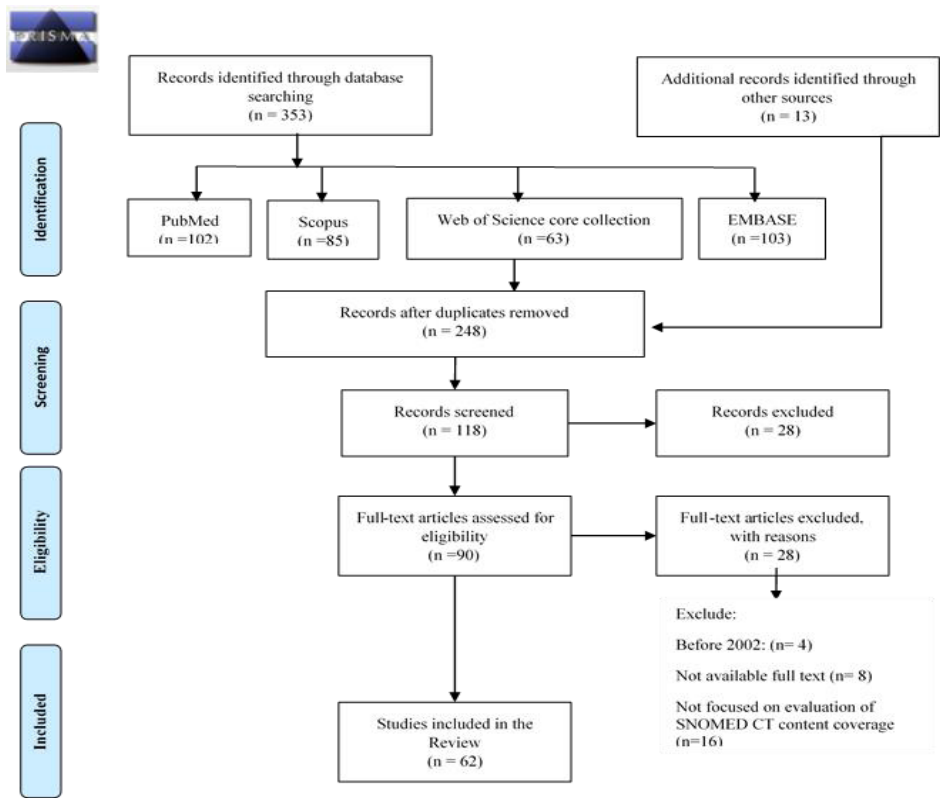 PRISMA
Records identified through database
searching
(n = 353)
Additional records identified through
other sources
(n = 13)
Identification
PubMed
(n =102)
Scopus
(n =85)
Web of Science core collection
(n =63)
EMBASE
(n =103)
Records after duplicates removed
(n = 248)
Screening
Records screened
(n = 118)
Records excluded
(n = 28)
Eligibility
Full-text articles assessed for
eligibility
(n =90)
Full-text articles excluded,
with reasons
(n = 28)
Exclude:
Before 2002: (n= 4)
Not available full text (n= 8)
Not focused on evaluation of
SNOMED CT content coverage
(n=16)
Included
Studies included in the
Review
(n = 62)